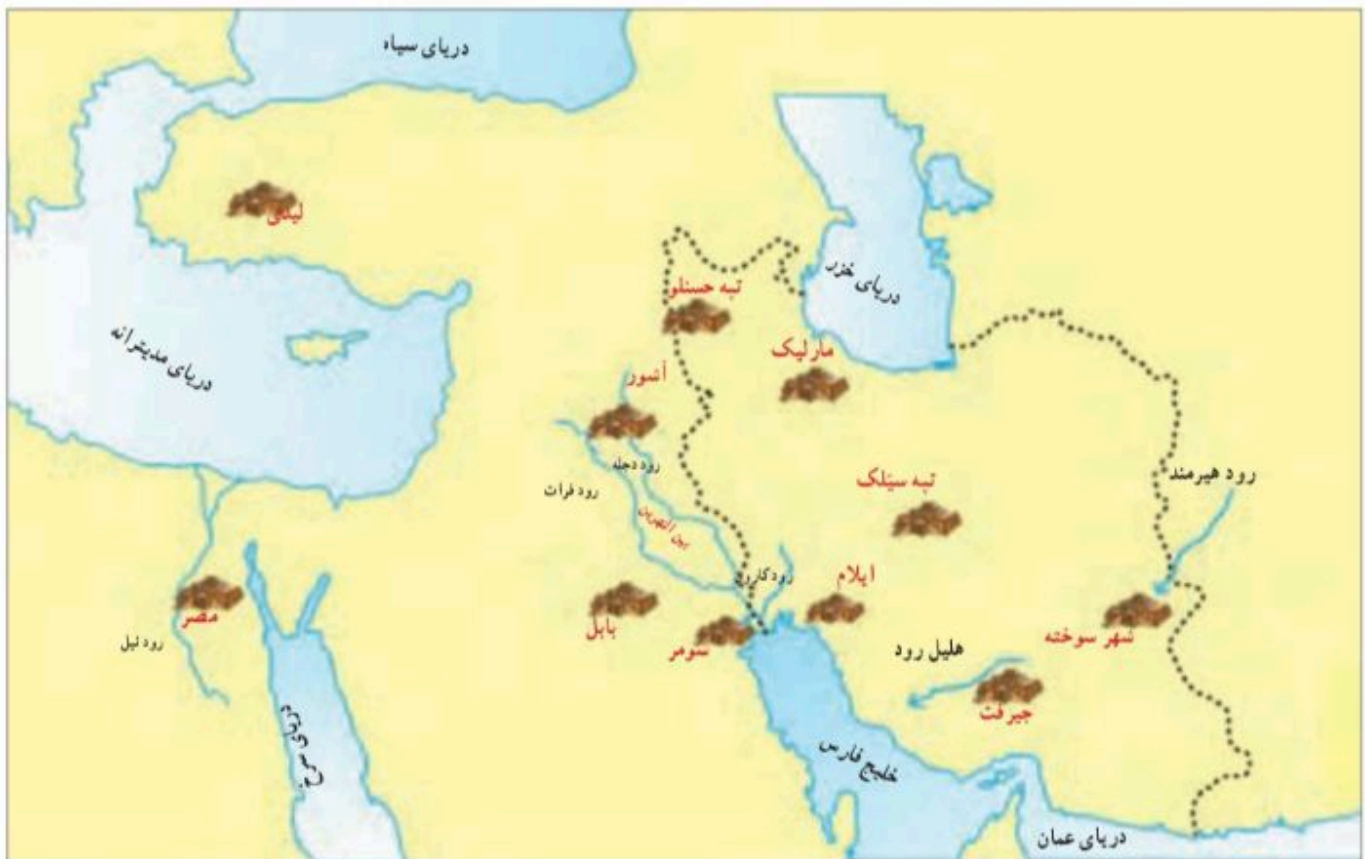 دریای سیاه
لیدی
تپه حسنلو
دریای خزر
مارلیک
دریای مدیترانه
آشور
رود دجله
رود فرات
بین النهرین
تپه سیلک
رود هیرمند
رود کارون
ایلام
مصر
بابل
سومر
شهر سوخته
رود نیل
هلیل رود
جیرفت
دریای سرخ
خلیج فارس
دریای عمان